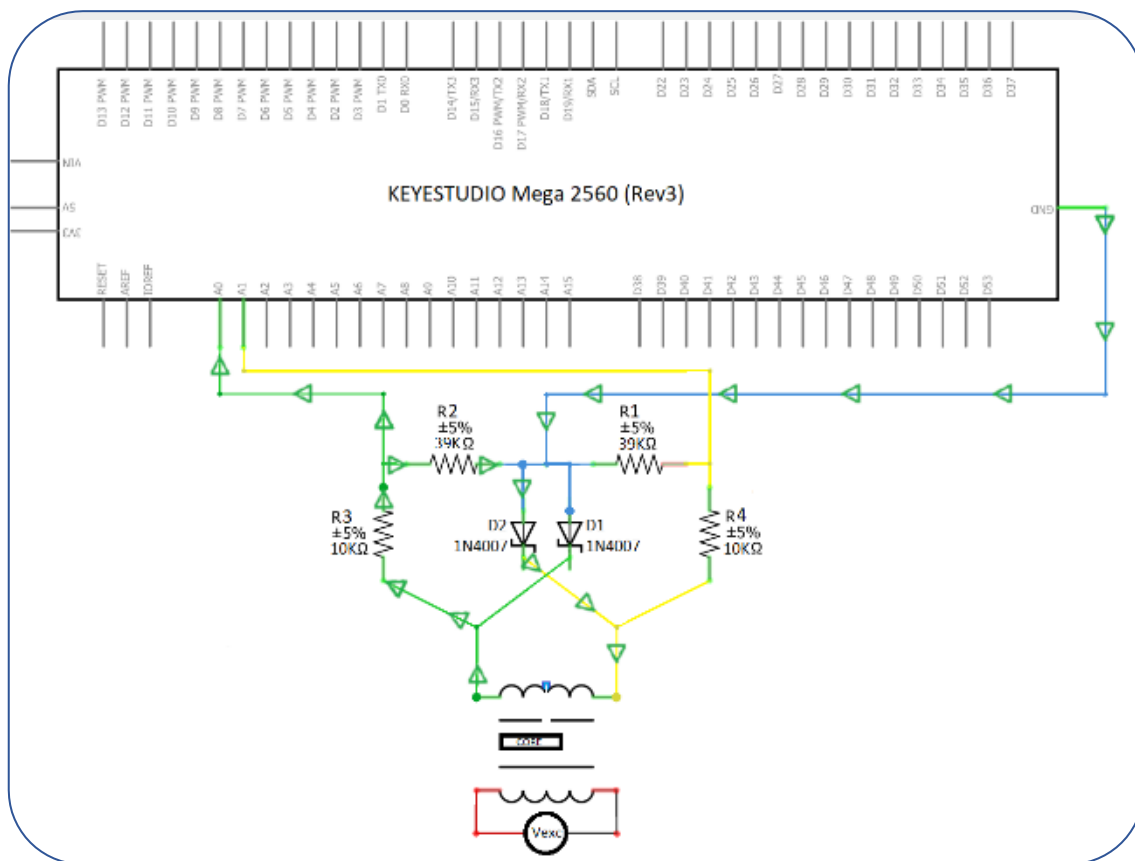 D13 PWM
D12 PWM
D11 PWM
D10 PWM
D9 PWM
D8 PWM
D7 PWM
D6 PWM
D5 PWM
D4 PWM
D2 PWM
D3 PWM
D1 TX0
D0 RX0
D14/TX3
D15/RX3
D16 PWM/TX2
D17 PWM/RX2
D18/TX1
D19/RX1
SDA
SCL
D22
D23
D24
D25
D26
D27
D28
D29
D30
D31
D32
D33
D34
D35
D36
D37
VIN
5V
3V3
KEYESTUDIO Mega 2560 (Rev3)
GND
RESET
AREF
IOREF
A0
A1
A2
A3
A4
A5
A6
A7
A8
A9
A10
A11
A12
A13
A14
A15
D38
D39
D40
D41
D42
D43
D44
D45
D46
D47
D48
D49
D50
D51
D52
D53
R2
±5%
39KΩ
R1
±5%
39KΩ
R3
±5%
10KΩ
D2
1N4007
D1
1N4007
R4
±5%
10KΩ
CORE
Vexc